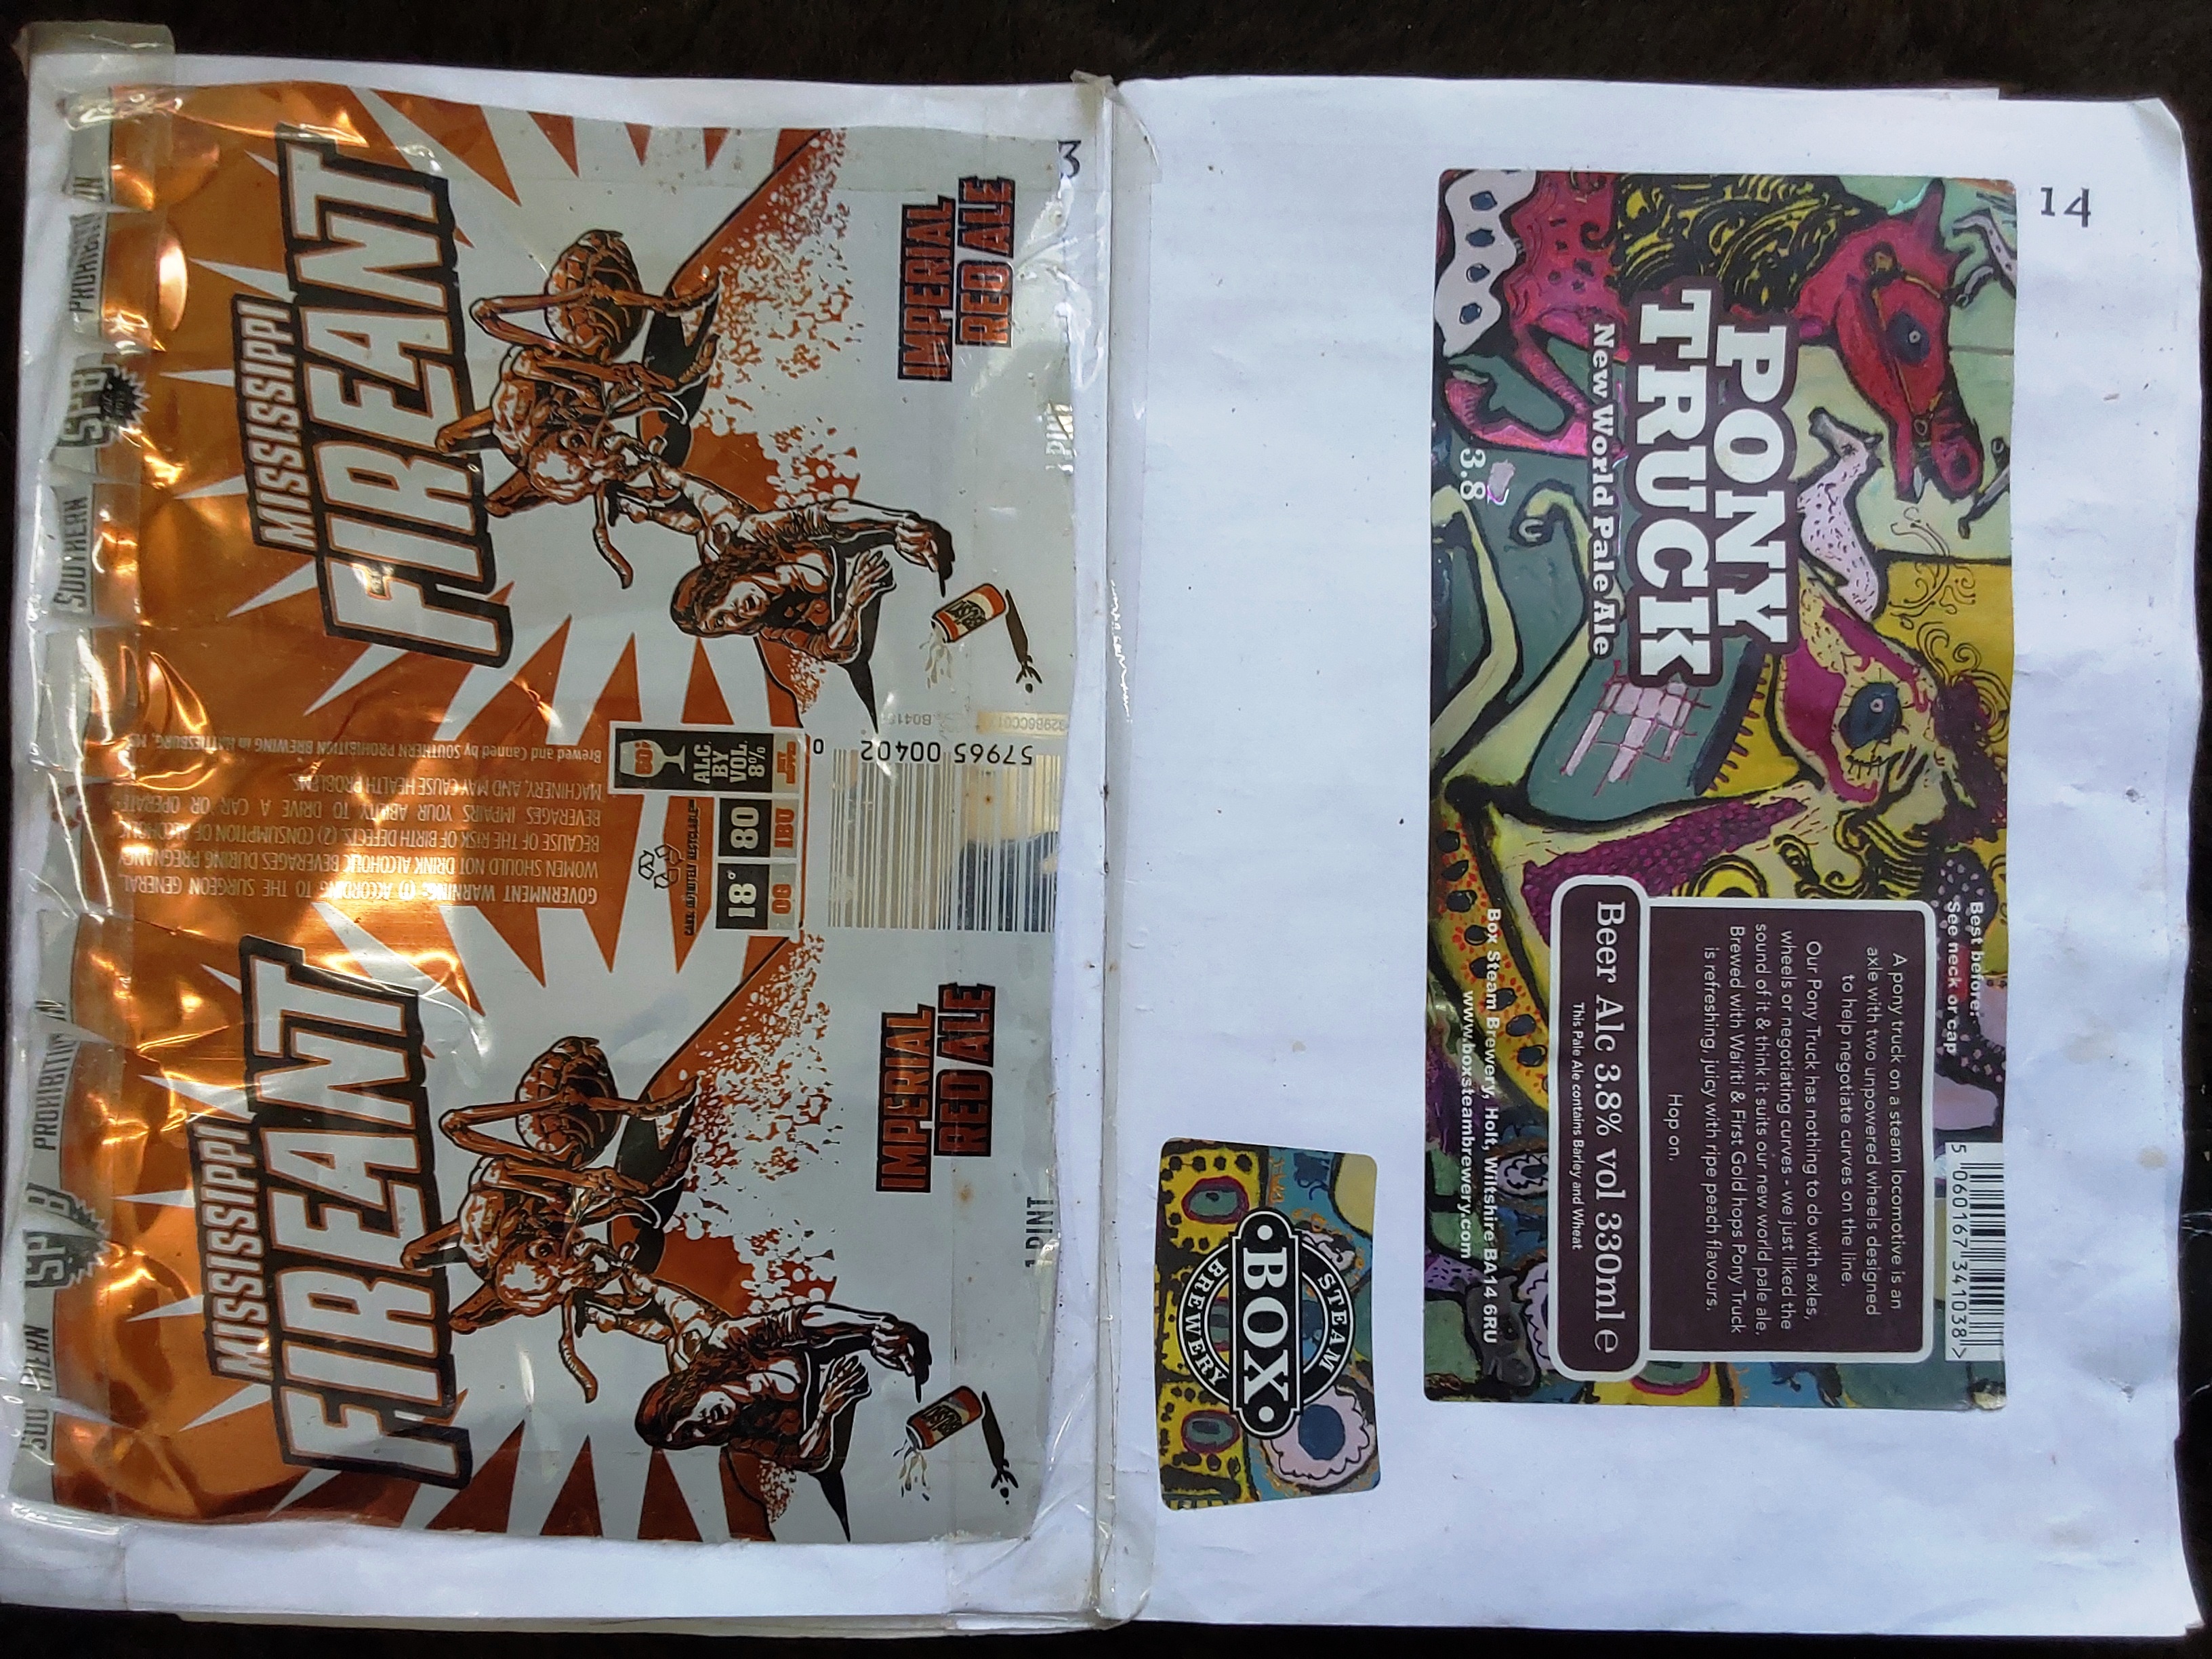 3
MISSISSIPPI
FIREANT
IMPERIAL
RED ALE
SOUTHERN
SPB
PROHIBITION
GOVERNMENT WARNING: (1) ACCORDING TO THE SURGEON GENERAL,
WOMEN SHOULD NOT DRINK ALCOHOLIC BEVERAGES DURING PREGNANCY
BECAUSE OF THE RISK OF BIRTH DEFECTS. (2) CONSUMPTION OF ALCOHOLIC
BEVERAGES IMPAIRS YOUR ABILITY TO DRIVE A CAR OR OPERATE
MACHINERY, AND MAY CAUSE HEALTH PROBLEMS.
Brewed and Canned by SOUTHERN PROHIBITION BREWING in HATTIESBURG, MS
ALC.
BY
VOL.
8%
80
IBU
18°
OG
57965 00402 0
MISSISSIPPI
FIREANT
IMPERIAL
RED ALE
1 PINT
SOUTHERN
SPB
PROHIBITION
14
PONY
TRUCK
New World Pale Ale
3.8
Best before:
See neck or cap
A pony truck on a steam locomotive is an
axle with two unpowered wheels designed
to help negotiate curves on the line.
Our Pony Truck has nothing to do with axles,
wheels or negotiating curves - we just liked the
sound of it & think it suits our new world pale ale.
Brewed with Wai'iti & First Gold hops Pony Truck
is refreshing, juicy with ripe peach flavours.
Hop on.
Beer Alc 3.8% vol 330ml e
This Pale Ale contains Barley and Wheat
Box Steam Brewery, Holt, Wiltshire BA14 6RU
www.boxsteambrewery.com
5 060167 341038 >
STEAM
BOX
BREWERY